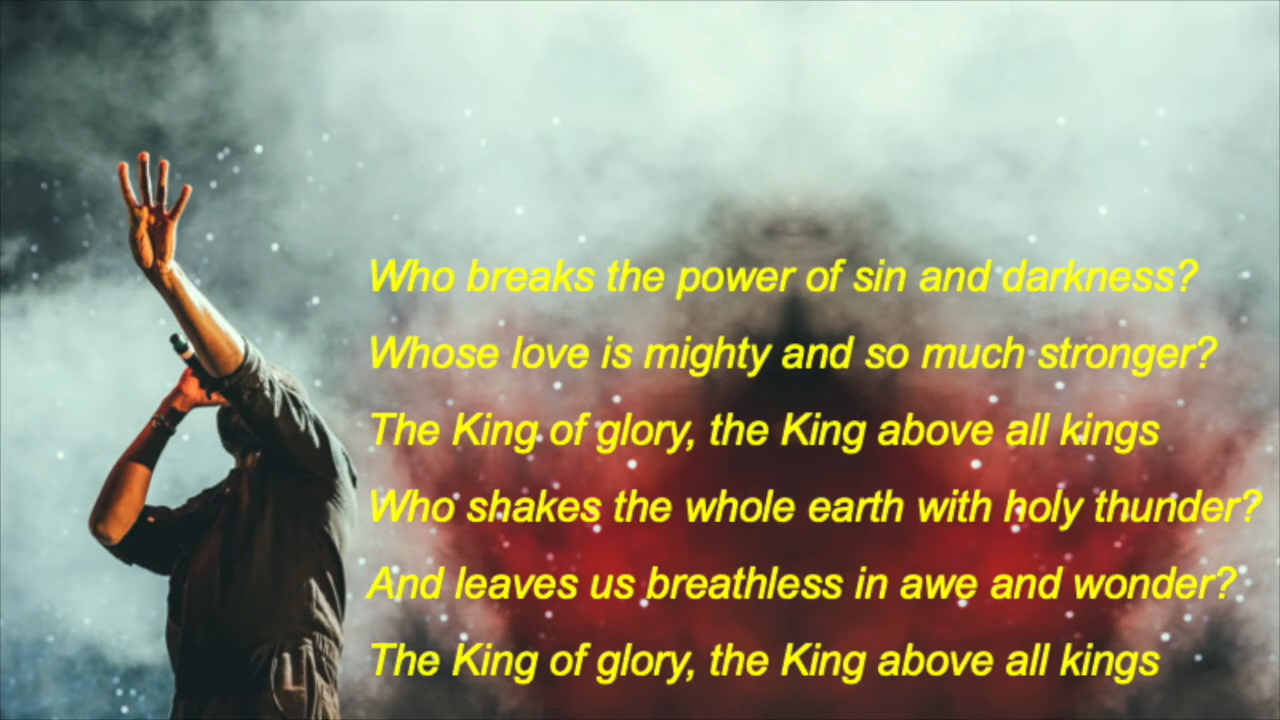 Who breaks the power of sin and darkness?
Whose love is mighty and so much stronger?
The King of glory, the King above all kings
Who shakes the whole earth with holy thunder?
And leaves us breathless in awe and wonder?
The King of glory, the King above all kings